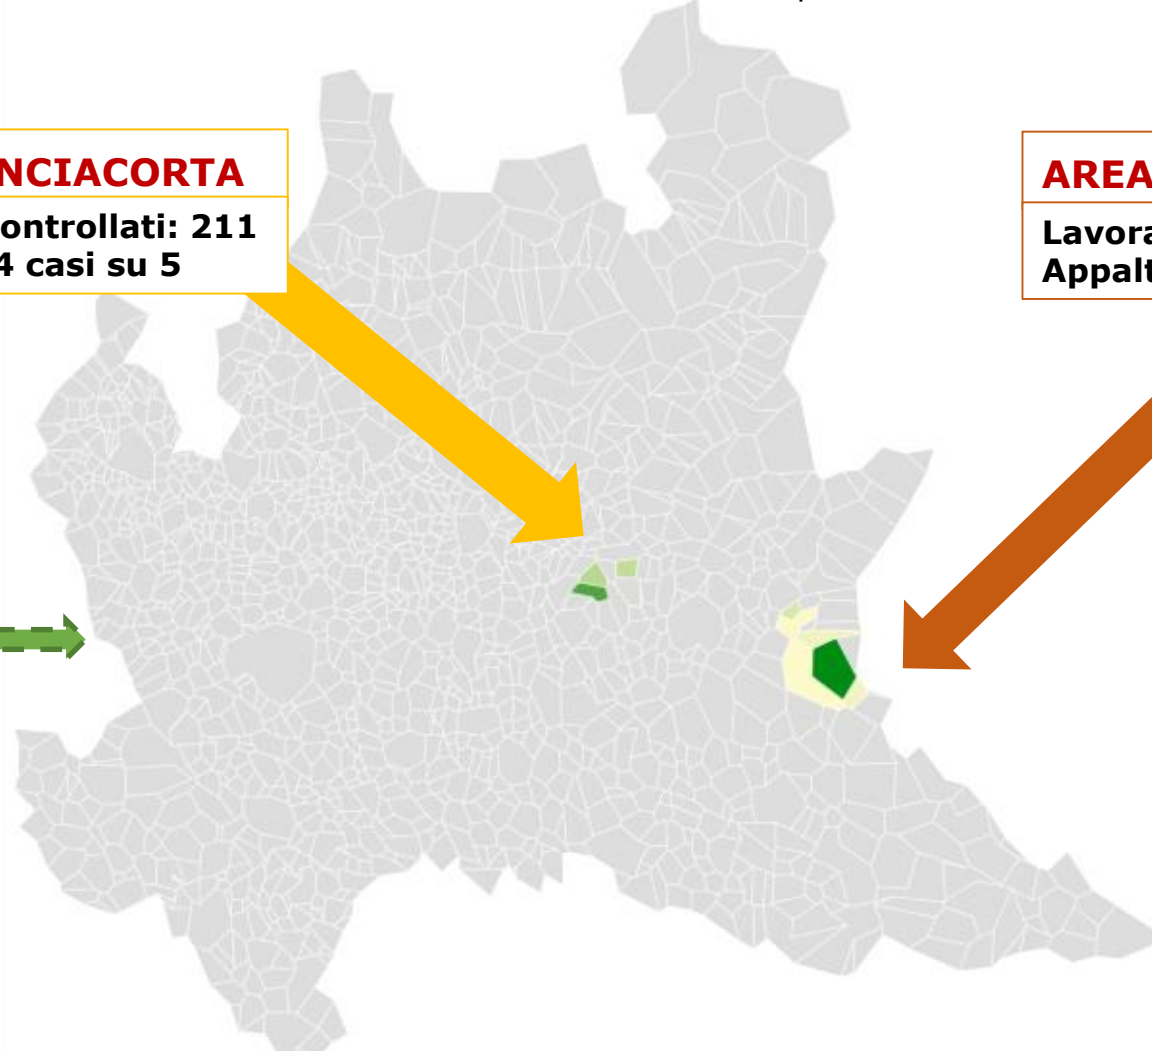 NCIACORTA
ontrollati: 211
4 casi su 5
AREA
Lavora
Appalt